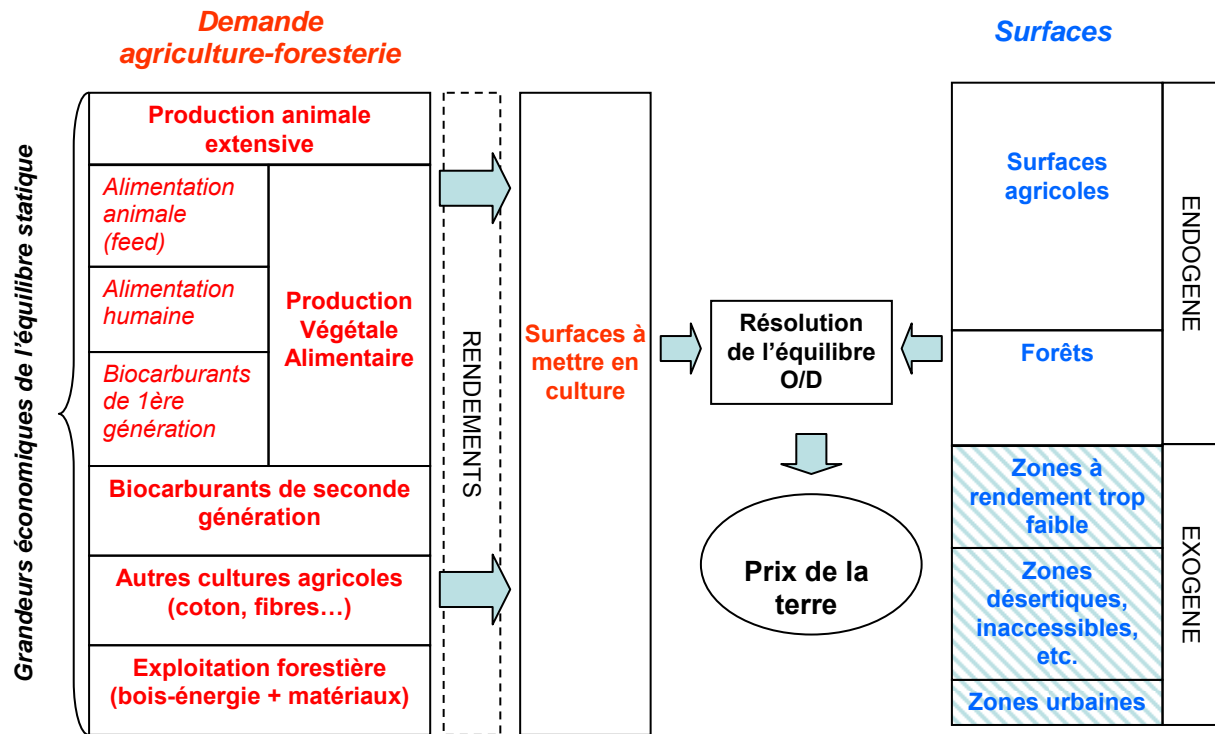 Demande
agriculture-foresterie
Surfaces
Grandeurs économiques de l'équilibre statique
Production animale
extensive
Alimentation
animale
(feed)
Alimentation
humaine
Biocarburants
de 1ère
génération
Production
Végétale
Alimentaire
Biocarburants de seconde
génération
Autres cultures agricoles
(coton, fibres…)
Exploitation forestière
(bois-énergie + matériaux)
RENDEMENTS
Surfaces à
mettre en
culture
Résolution
de l'équilibre
O/D
Prix de la
terre
Surfaces
agricoles
Forêts
Zones à
rendement trop
faible
Zones
désertiques,
inaccessibles,
etc.
Zones urbaines
ENDOGENE
EXOGENE